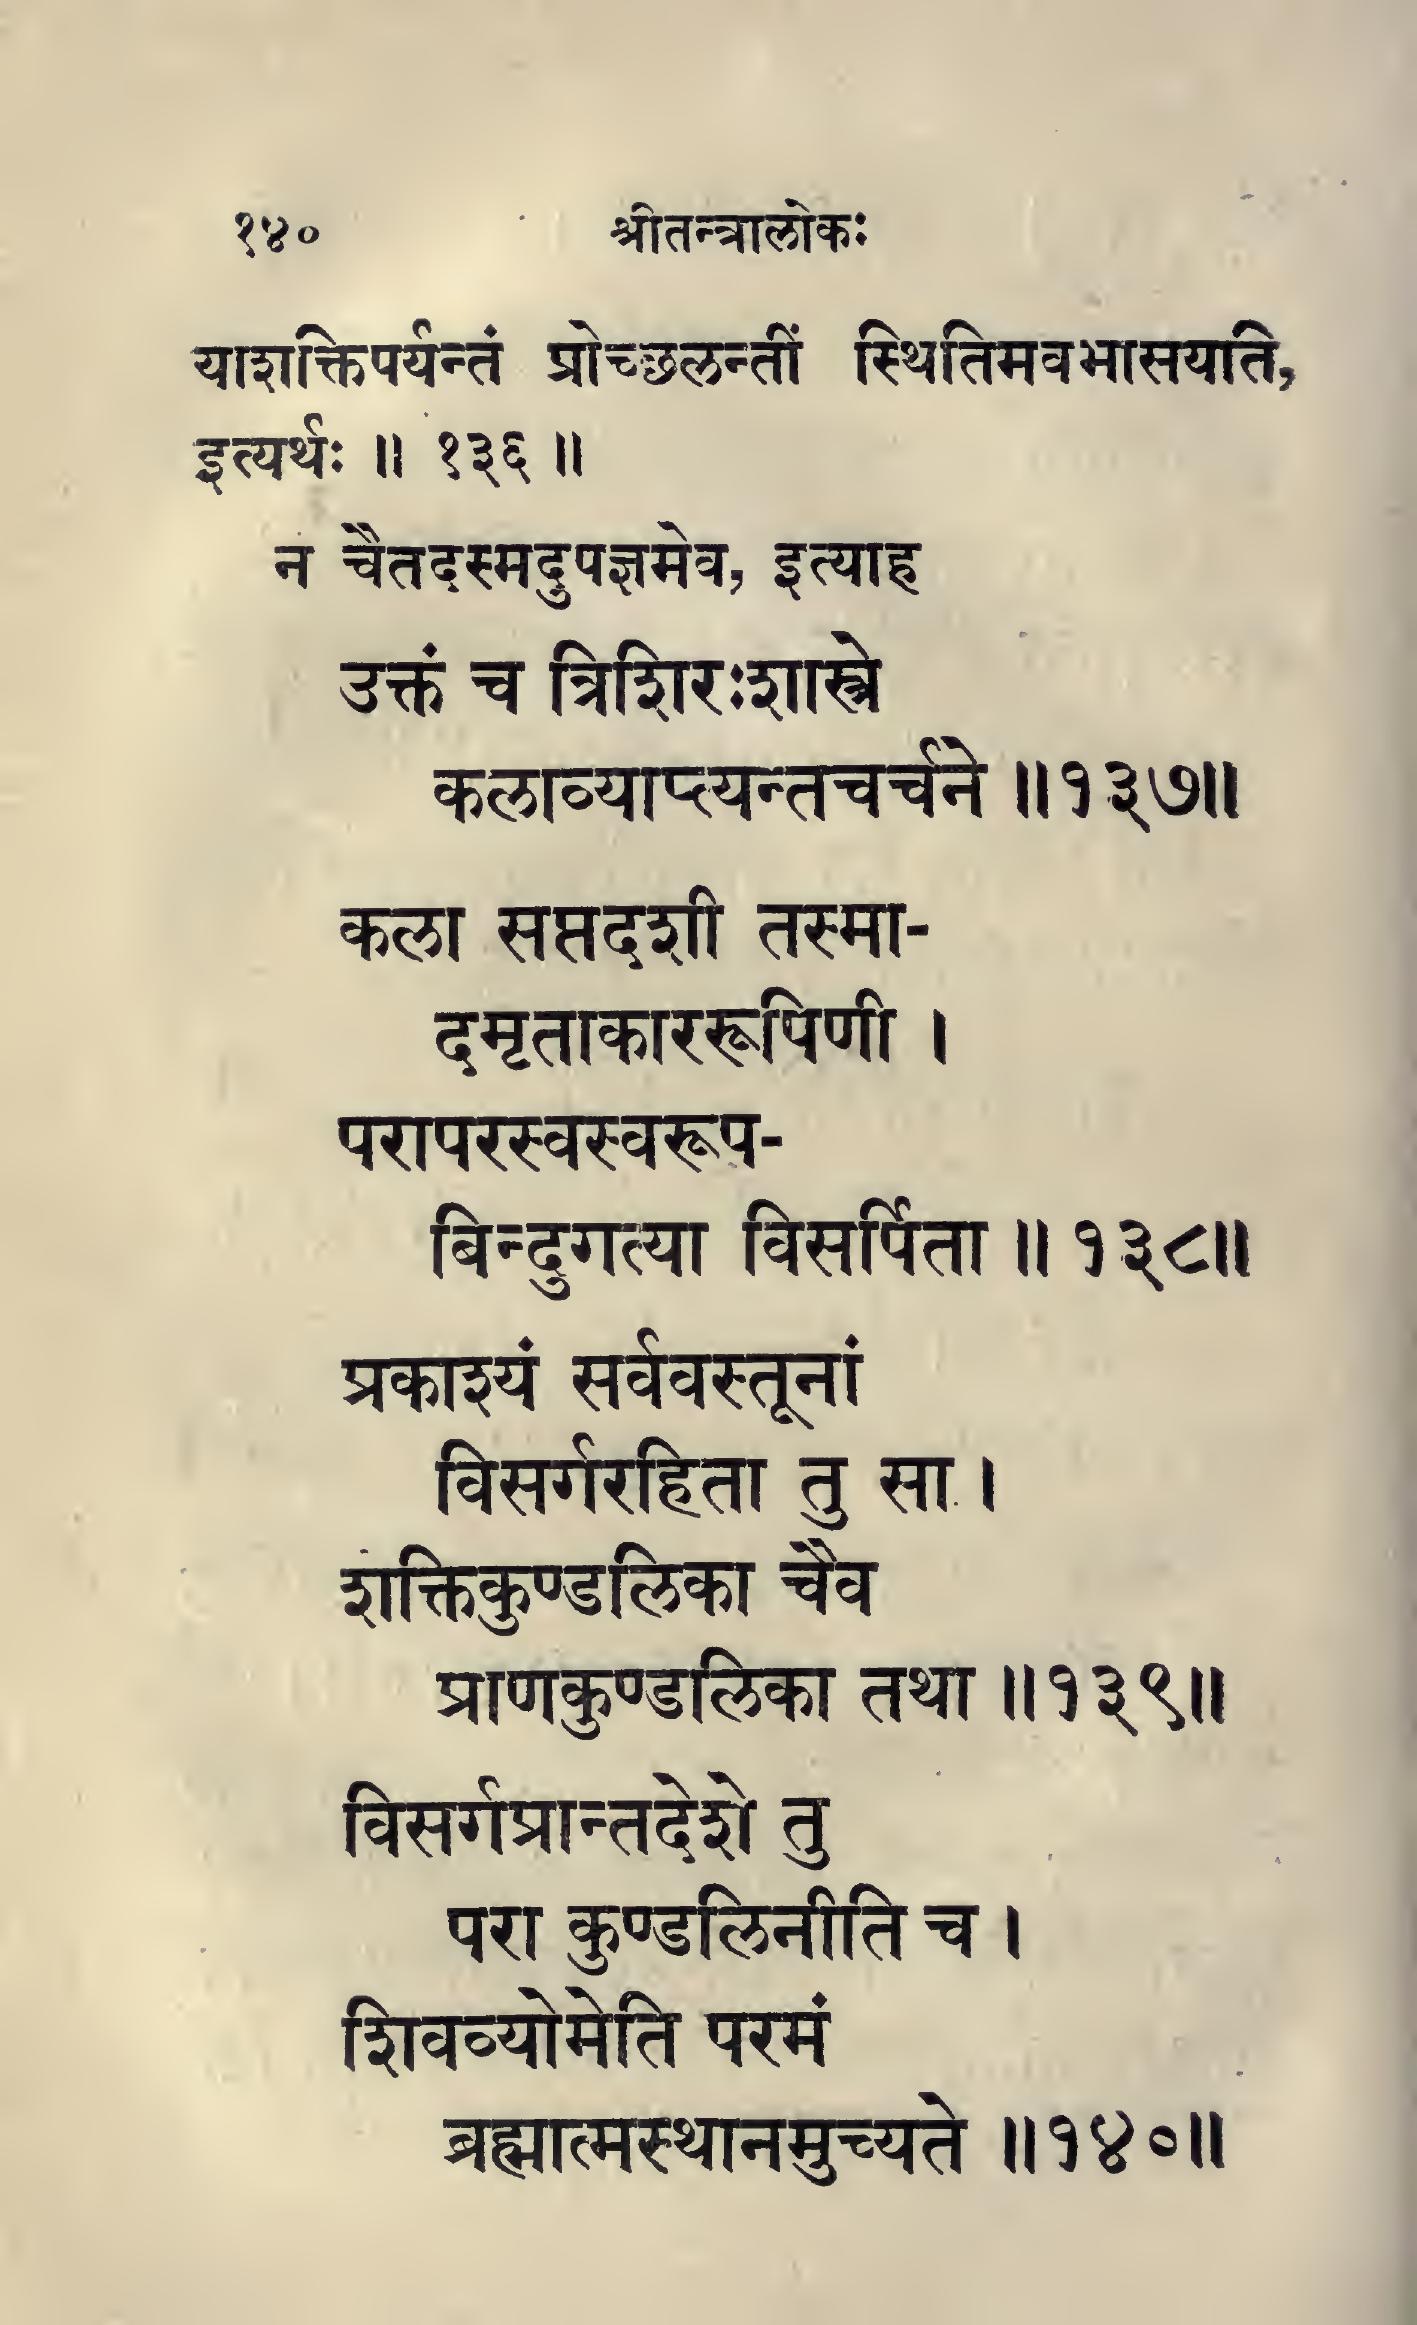 १४० श्रीतन्त्रालोकः
याशक्तिपर्यन्तं प्रोच्छलन्तीं स्थितिमवभासयति,
इत्यर्थः ॥ १३६ ॥
न चैतदस्मदुपज्ञमेव, इत्याह
उक्तं च त्रिशिरःशास्त्रे
कलाव्याप्त्यन्तचर्चने ॥१३७॥
कला सप्तदशी तस्मा-
दमृताकाररूपिणी ।
परापरस्वस्वरूप-
बिन्दुगत्या विसर्पिता ॥ १३८॥
प्रकाश्यं सर्ववस्तूनां
विसर्गरहिता तु सा ।
शक्तिकुण्डलिका चैव
प्राणकुण्डलिका तथा ॥१३९॥
विसर्गप्रान्तदेशे तु
परा कुण्डलिनीति च ।
शिवव्योमेति परमं
ब्रह्मात्मस्थानमुच्यते ॥१४०॥